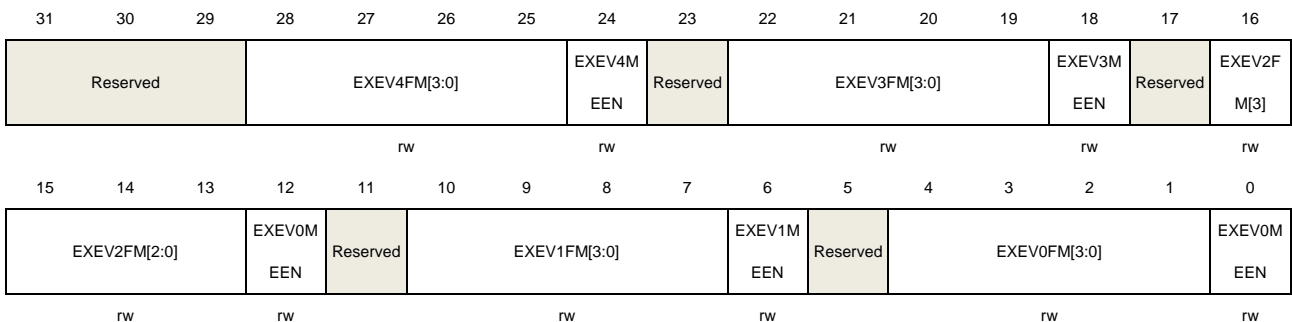 31 30 29 28 27 26 25 24 23 22 21 20 19 18 17 16
Reserved EXEV4FM[3:0] EXEV4M EEN Reserved EXEV3FM[3:0] EXEV3M EEN Reserved EXEV2F M[3]
rw rw rw rw rw
15 14 13 12 11 10 9 8 7 6 5 4 3 2 1 0
EXEV2FM[2:0] EXEV0M EEN Reserved EXEV1FM[3:0] EXEV1M EEN Reserved EXEV0FM[3:0] EXEV0M EEN
rw rw rw rw rw rw